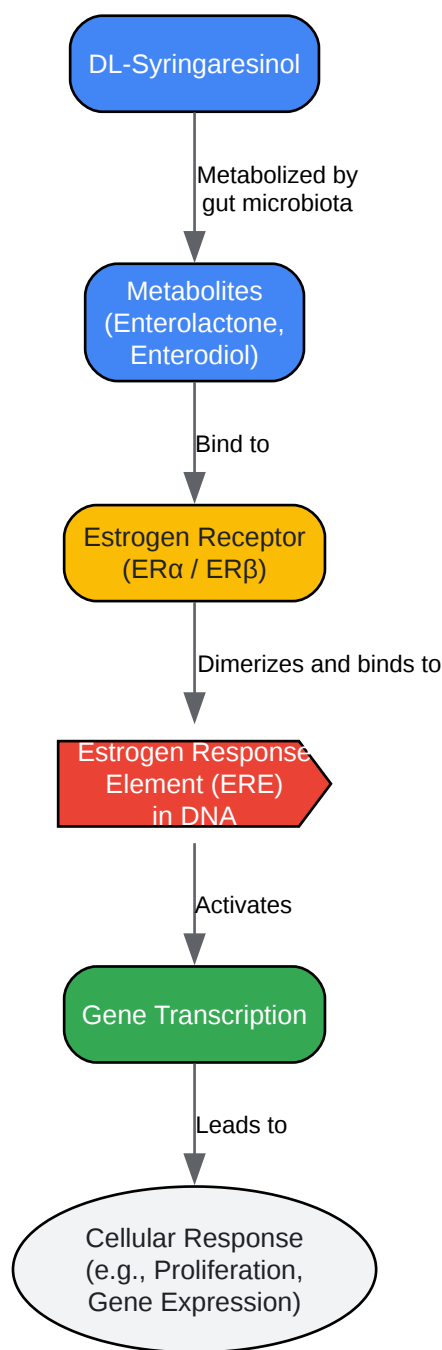 DL-Syringaresinol
Metabolized by
gut microbiota
Metabolites
(Enterolactone,
Enterodiol)
Bind to
Estrogen Receptor
(ERα / ERβ)
Dimerizes and binds to
Estrogen Response
Element (ERE)
in DNA
Activates
Gene Transcription
Leads to
Cellular Response
(e.g., Proliferation,
Gene Expression)